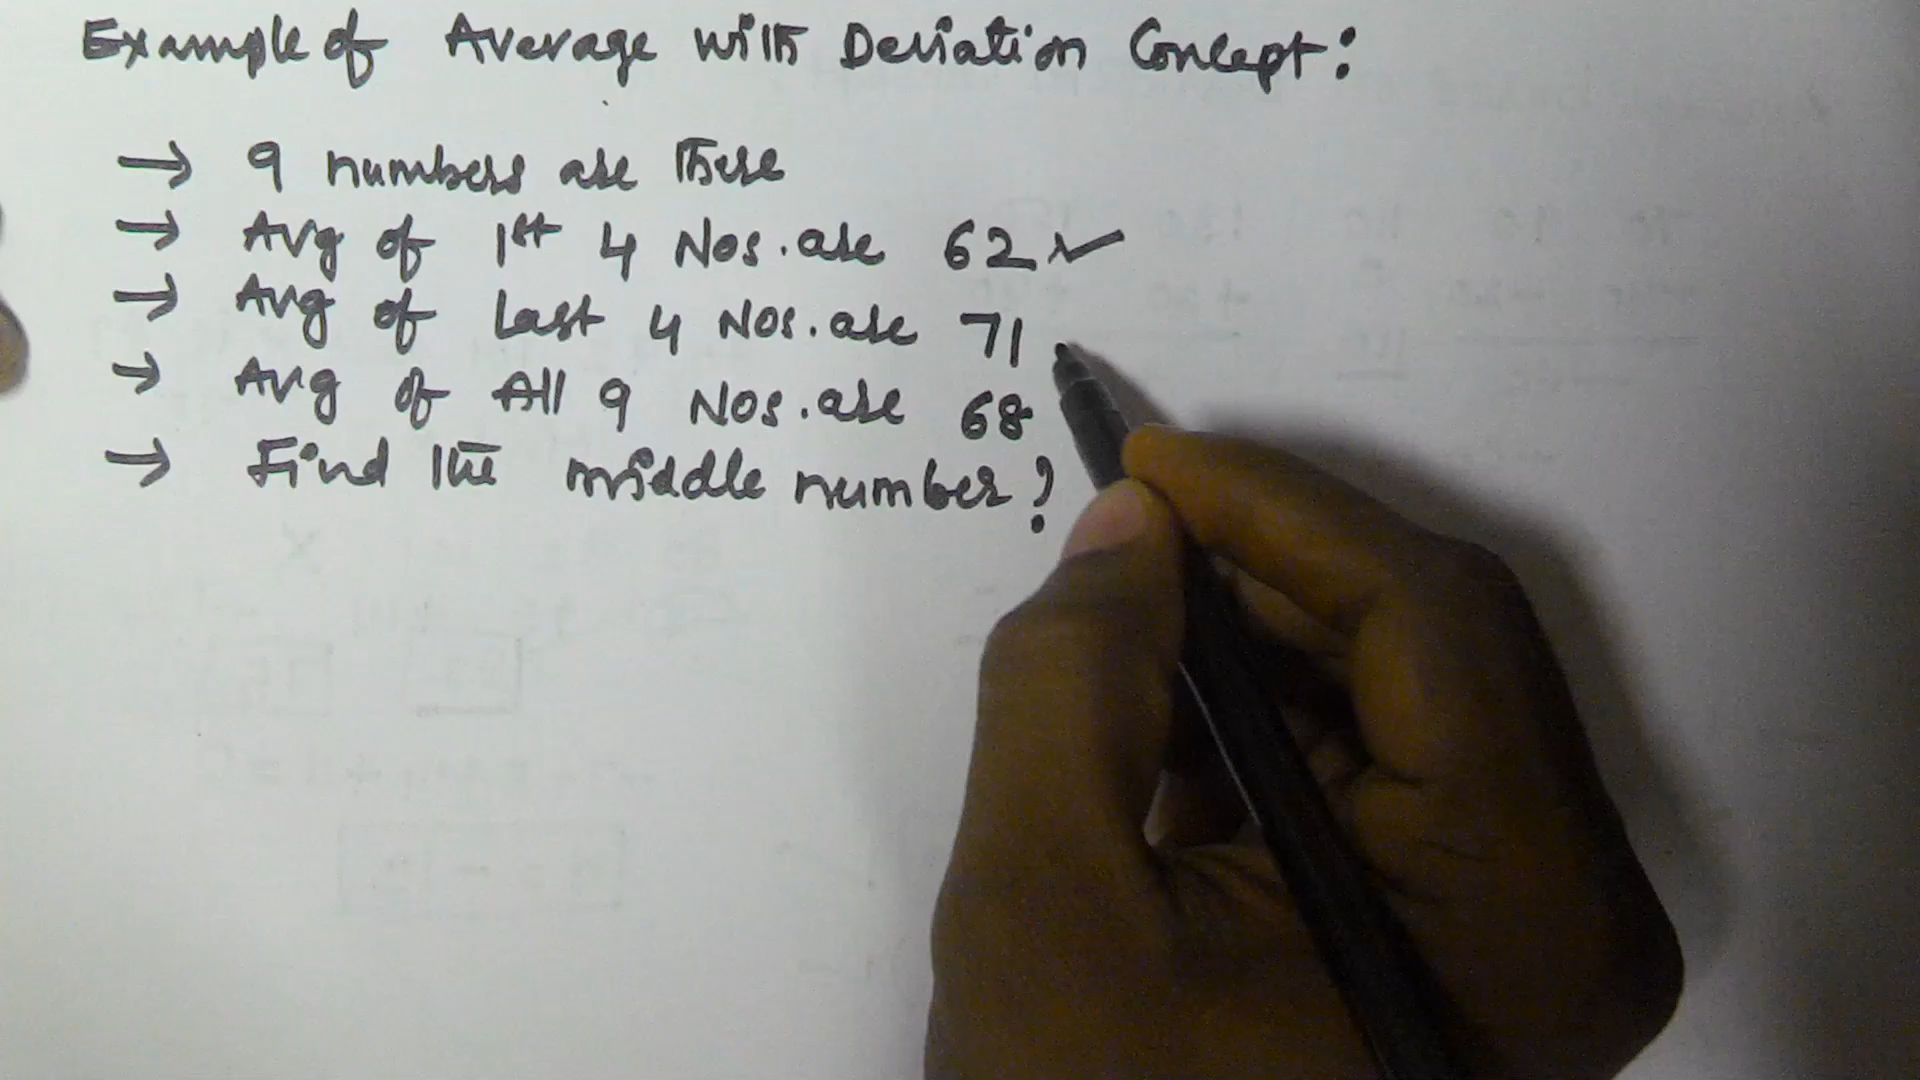 Example of Average with Deviation Concept:
→ 9 numbers are there
→ Avg of 1st 4 Nos. are 62 ✓
→ Avg of Last 4 Nos. are 71
→ Avg of All 9 Nos. are 68
→ Find the middle number?